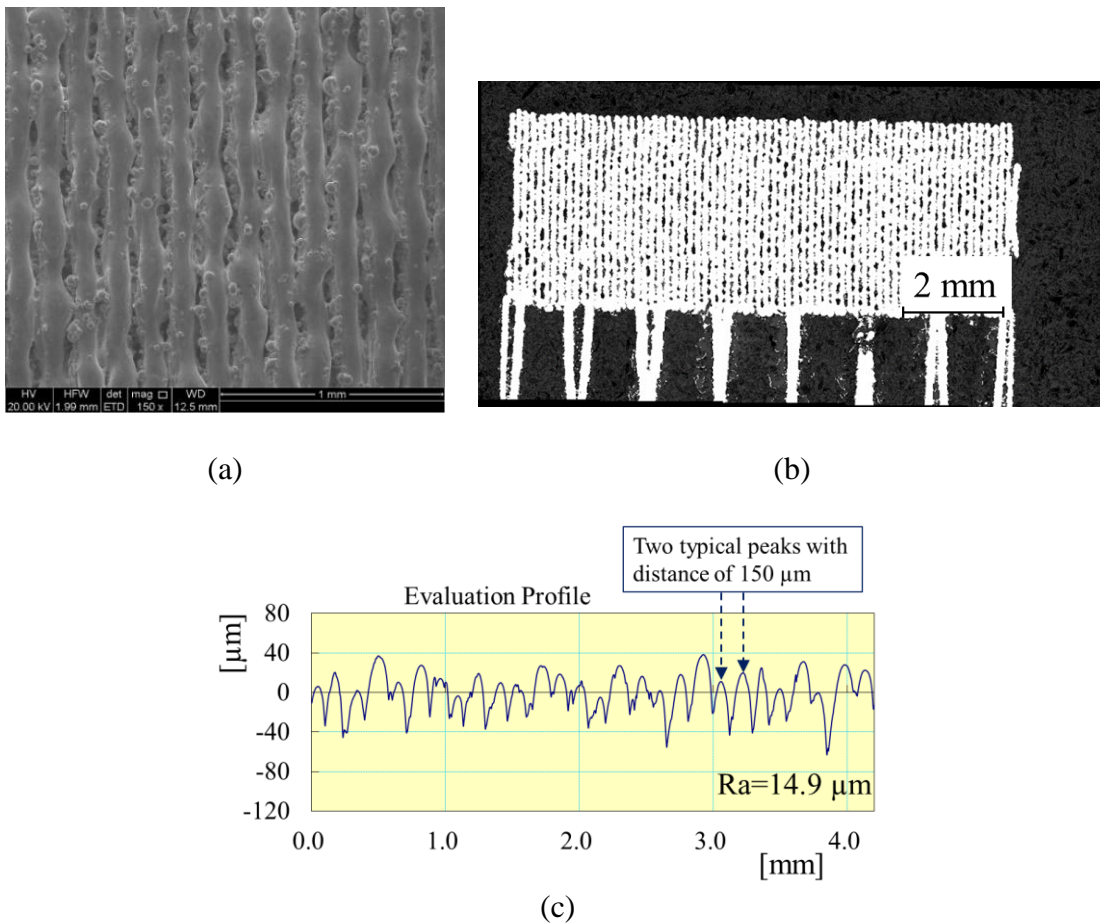 HV HFW det mag □ WD
20.00 kV 1.99 mm ETD 150 x 12.5 mm
1 mm
2 mm
(a)
(b)
Two typical peaks with
distance of 150 µm
Evaluation Profile
[µm]
80
40
0
-40
-80
-120
Ra=14.9 µm
0.0 1.0 2.0 3.0 4.0
[mm]
(c)